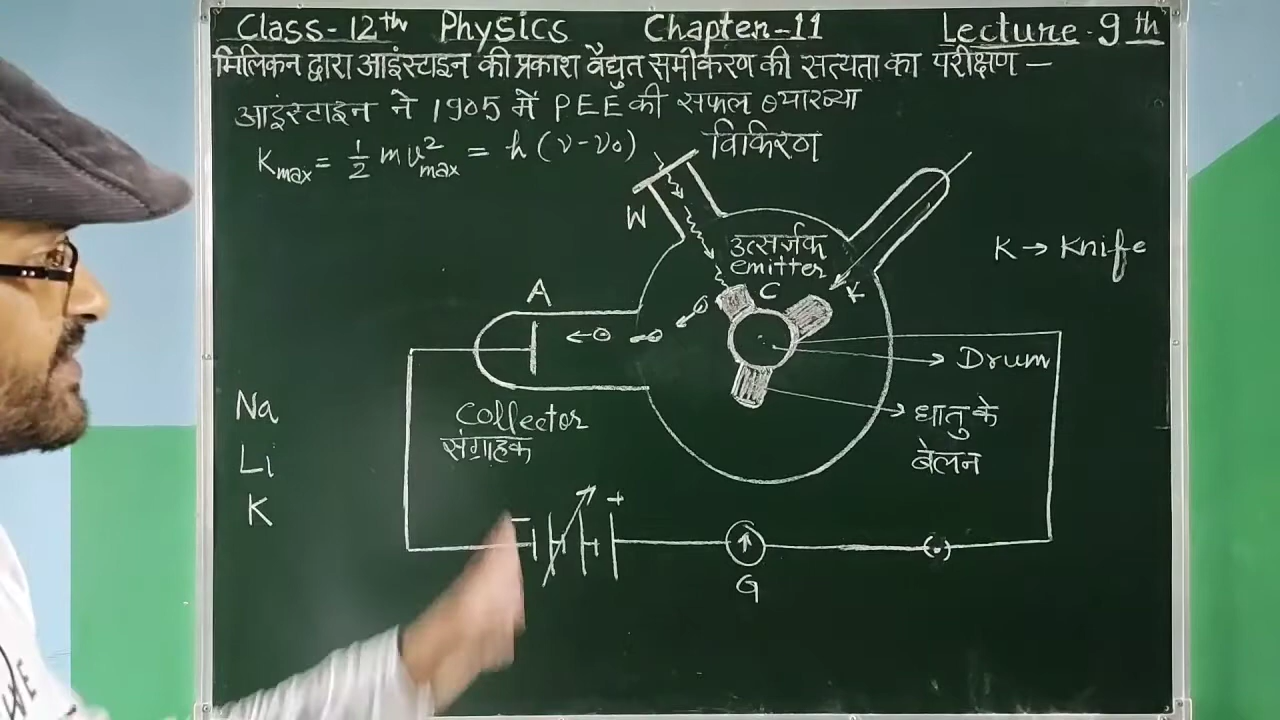 Class-12th Physics Chapter-11 Lecture-9th
मिलिकन द्वारा आइंस्टाइन की प्रकाश वैद्युत समीकरण की सत्यता का परीक्षण —
आइंस्टाइन ने 1905 में PEE की सफल व्याख्या
Kmax = 1/2 m v²max = h (ν-ν₀)
विकिरण
W
उत्सर्जक
emitter
C
K
K → Knife
A
Drum
Na
Li
K
Collector
संग्राहक
धातु के
बेलन
- +
G